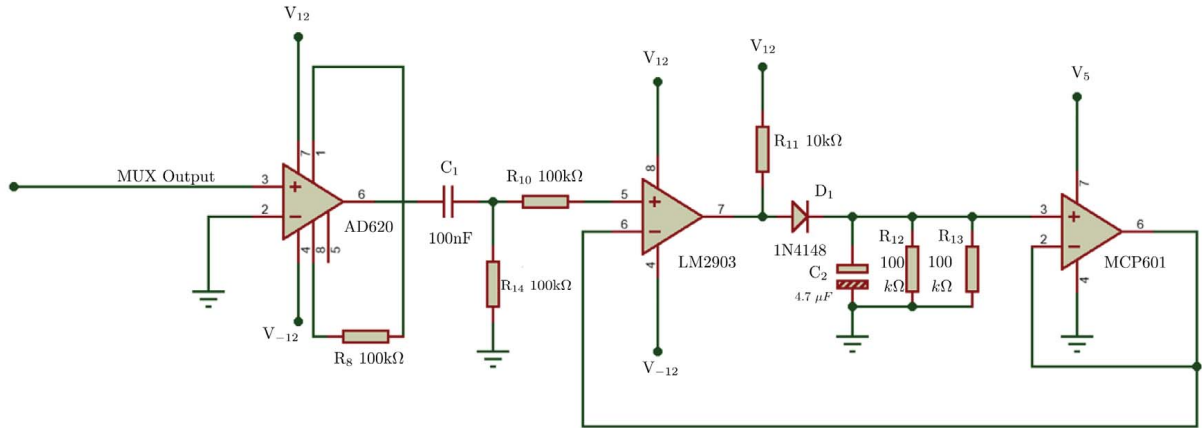 V12
V12
V12
V5
7
1
MUX Output
3
2
6
AD620
4
8
5
V−12
R8 100kΩ
C1
100nF
R10 100kΩ
R14 100kΩ
8
5
6
7
4
LM2903
V−12
R11 10kΩ
D1
1N4148
C2
4.7 μF
R12
100
kΩ
R13
100
kΩ
7
3
2
6
4
MCP601